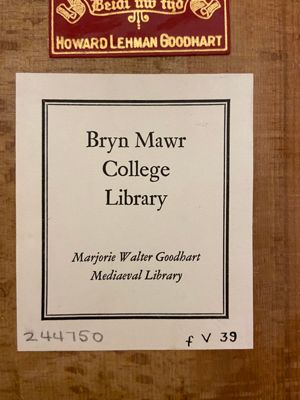 HOWARD LEHMAN GOODHART
Bryn Mawr
College
Library
Marjorie Walter Goodhart
Mediaeval Library
244750 f V 39